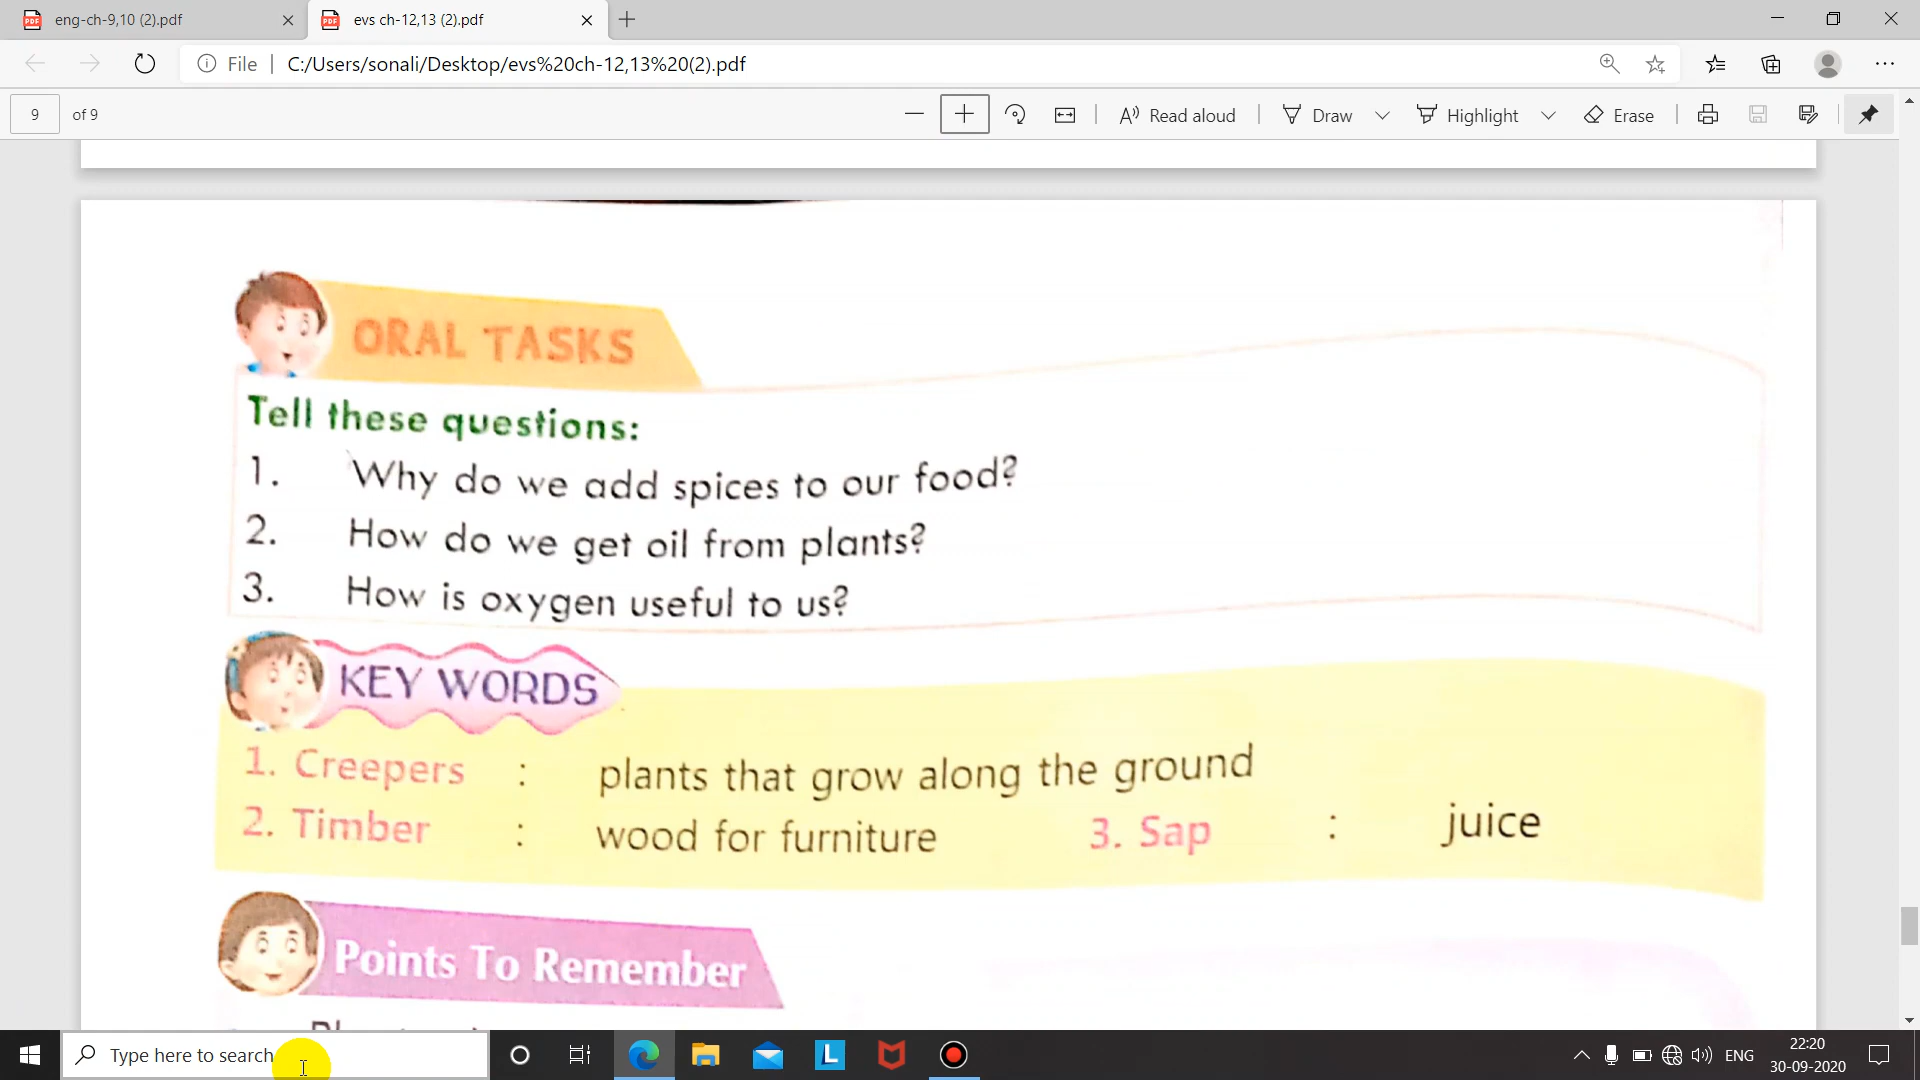 eng-ch-9,10 (2).pdf
evs ch-12,13 (2).pdf
File
C:/Users/sonali/Desktop/evs%20ch-12,13%20(2).pdf
9 of 9
Read aloud
Draw
Highlight
Erase
ORAL TASKS
Tell these questions:
1. Why do we add spices to our food?
2. How do we get oil from plants?
3. How is oxygen useful to us?
KEY WORDS
1. Creepers : plants that grow along the ground
2. Timber : wood for furniture 3. Sap : juice
Points To Remember
Type here to search
ENG
22:20
30-09-2020